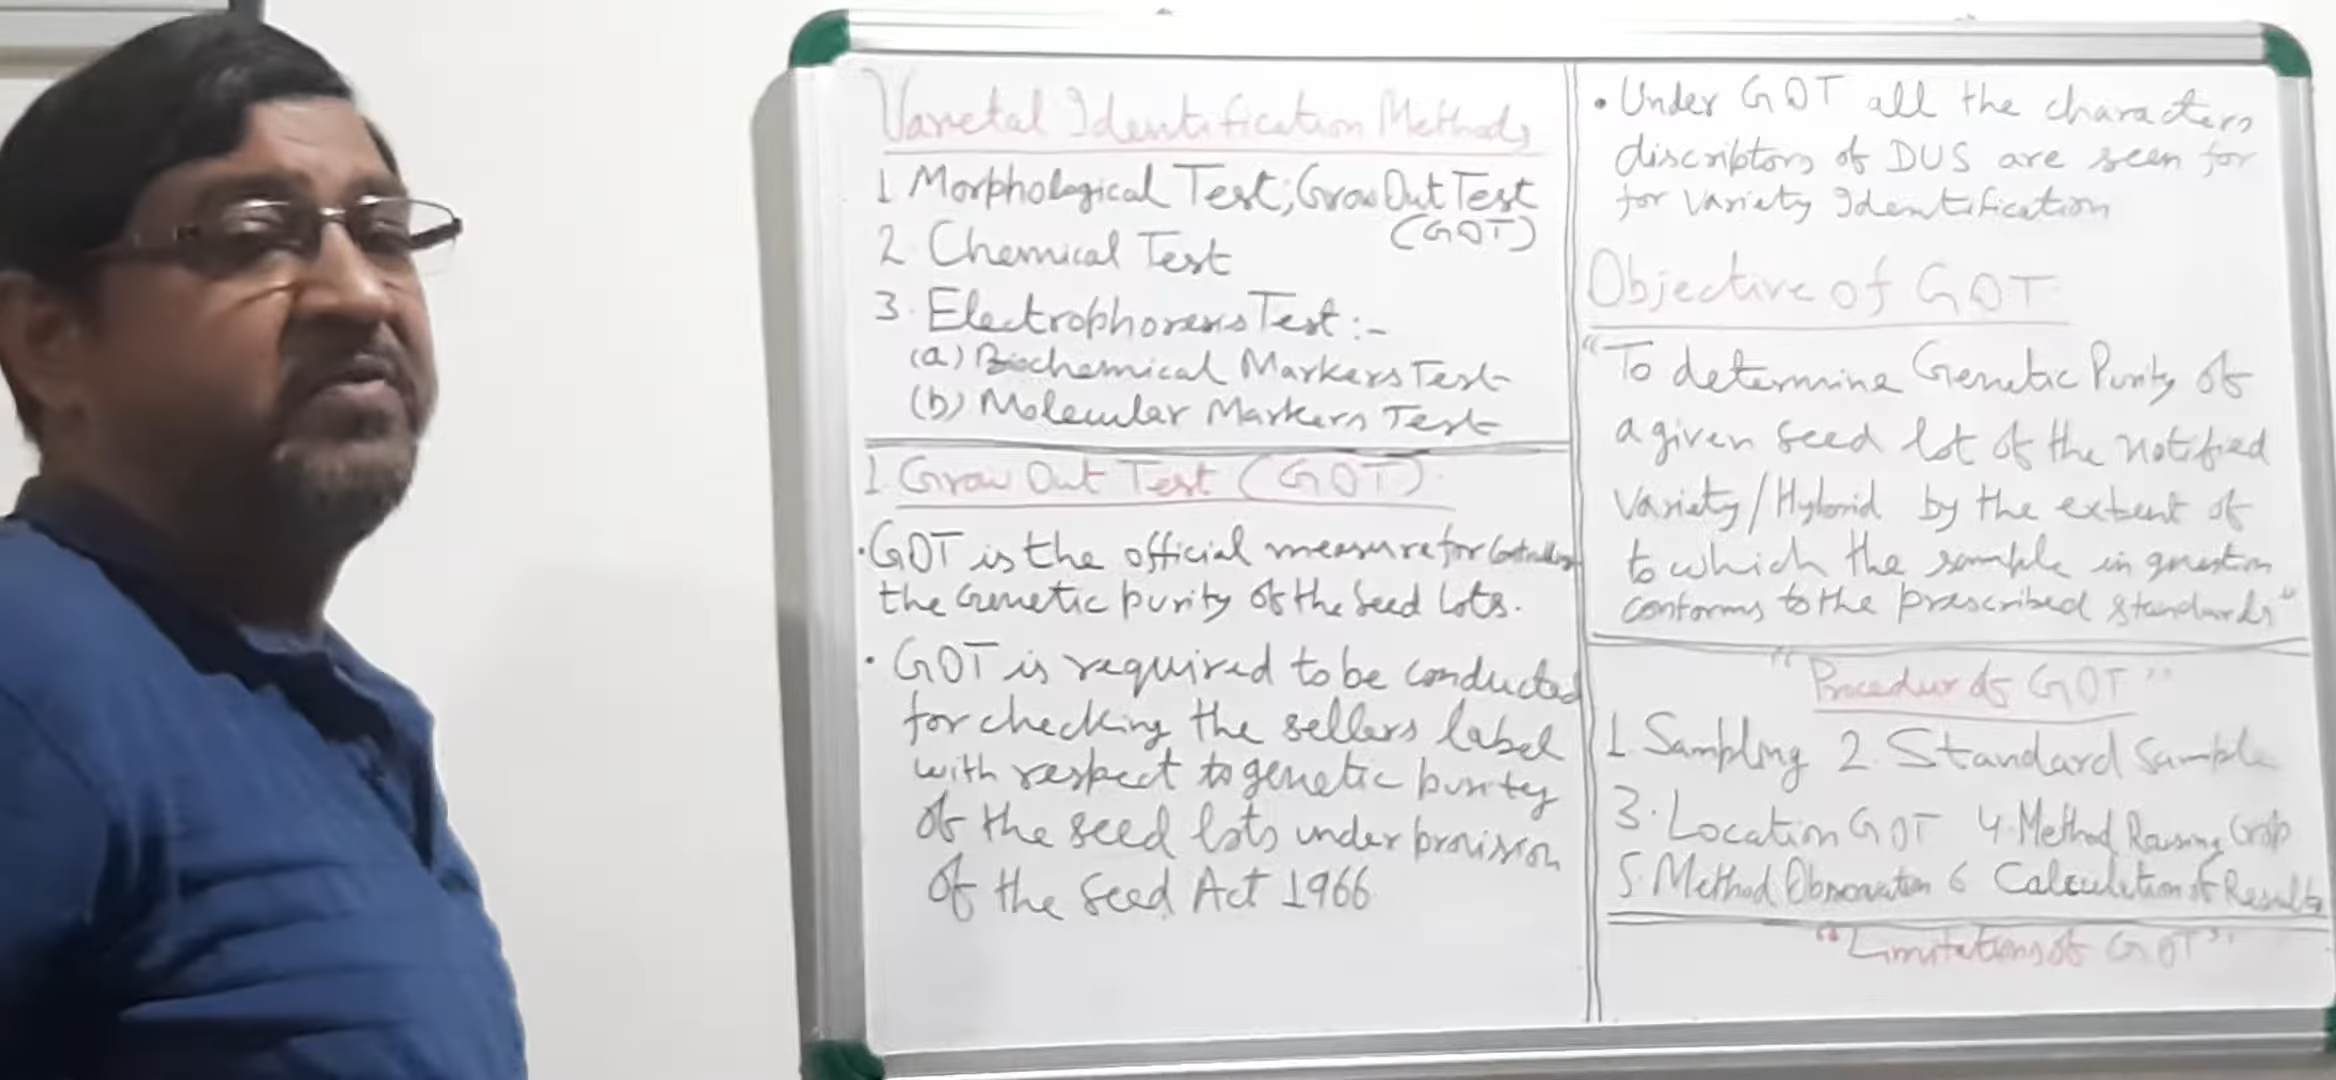 Varietal Identification Methods
1 Morphological Test; Grow Out Test
(GOT)
2. Chemical Test
3. Electrophoresis Test :-
(a) Biochemical Markers Test
(b) Molecular Markers Test
1. Grow Out Test (GOT).
• GOT is the official measure for Controlling
the Genetic purity of the Seed Lots.
• GOT is required to be conducted
for checking the sellers label
with respect to genetic purity
of the seed lots under provision
of the Seed Act 1966
• Under GOT all the characters
discriptors of DUS are seen for
for Variety Identification
Objective of GOT
"To determine Genetic Purity of
a given seed lot of the notified
Variety/Hybrid by the extent of
to which the sample in question
conforms to the prescribed standards"
"Procedur of GOT"
1. Sampling 2. Standard Sample
3. Location GOT 4. Method Raising Crop
5. Method Observation 6 Calculation of Results
"Limitations of GOT"